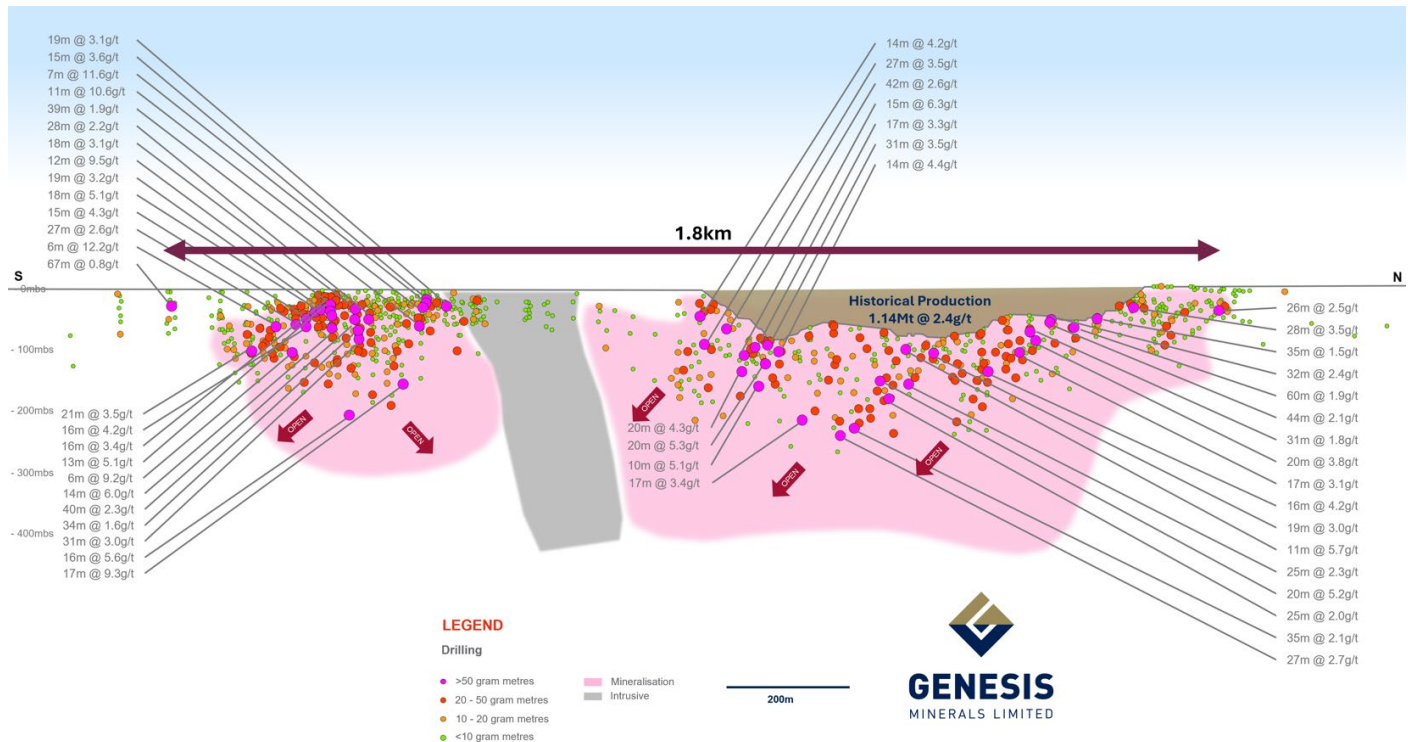 19m @ 3.1g/t
15m @ 3.6g/t
7m @ 11.6g/t
11m @ 10.6g/t
39m @ 1.9g/t
28m @ 2.2g/t
18m @ 3.1g/t
12m @ 9.5g/t
19m @ 3.2g/t
18m @ 5.1g/t
15m @ 4.3g/t
27m @ 2.6g/t
6m @ 12.2g/t
67m @ 0.8g/t
14m @ 4.2g/t
27m @ 3.5g/t
42m @ 2.6g/t
15m @ 6.3g/t
17m @ 3.3g/t
31m @ 3.5g/t
14m @ 4.4g/t
1.8km
S
N
0mbs
- 100mbs
- 200mbs
- 300mbs
- 400mbs
Historical Production
1.14Mt @ 2.4g/t
21m @ 3.5g/t
16m @ 4.2g/t
16m @ 3.4g/t
13m @ 5.1g/t
6m @ 9.2g/t
14m @ 6.0g/t
40m @ 2.3g/t
34m @ 1.6g/t
31m @ 3.0g/t
16m @ 5.6g/t
17m @ 9.3g/t
OPEN
OPEN
OPEN
OPEN
OPEN
20m @ 4.3g/t
20m @ 5.3g/t
10m @ 5.1g/t
17m @ 3.4g/t
26m @ 2.5g/t
28m @ 3.5g/t
35m @ 1.5g/t
32m @ 2.4g/t
60m @ 1.9g/t
44m @ 2.1g/t
31m @ 1.8g/t
20m @ 3.8g/t
17m @ 3.1g/t
16m @ 4.2g/t
19m @ 3.0g/t
11m @ 5.7g/t
25m @ 2.3g/t
20m @ 5.2g/t
25m @ 2.0g/t
35m @ 2.1g/t
27m @ 2.7g/t
LEGEND
Drilling
>50 gram metres
20 - 50 gram metres
10 - 20 gram metres
<10 gram metres
Mineralisation
Intrusive
200m
GENESIS
MINERALS LIMITED